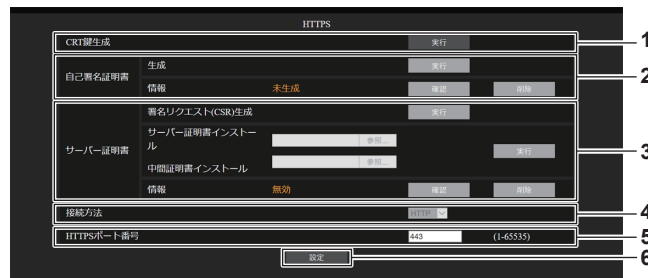 HTTPS
CRT鍵生成 実行 1
自己署名証明書 生成 実行 2
情報 未生成 確認 削除
サーバー証明書 署名リクエスト(CSR)生成 実行 3
サーバー証明書インストー
ル 参照...
実行
中間証明書インストール 参照...
情報 無効 確認 削除
接続方法 HTTP 4
HTTPSポート番号 443 (1-65535) 5
設定 6